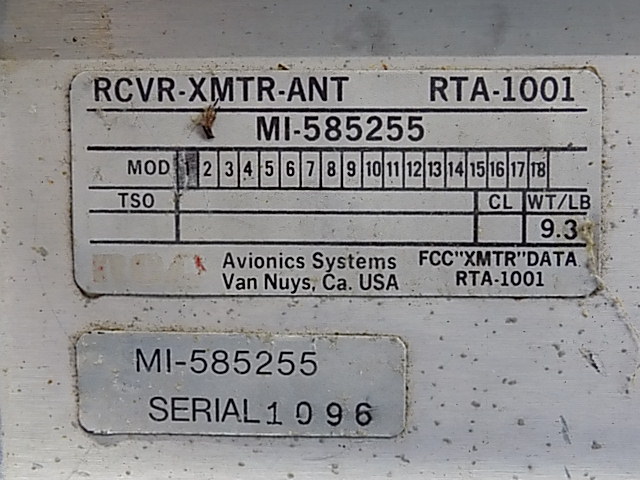 RCVR-XMTR-ANT RTA-1001
MI-585255
MOD 1 2 3 4 5 6 7 8 9 10 11 12 13 14 15 16 17 18
TSO CL WT/LB
9.3
RCA Avionics Systems FCC"XMTR"DATA
Van Nuys, Ca. USA RTA-1001
MI-585255
SERIAL 1096